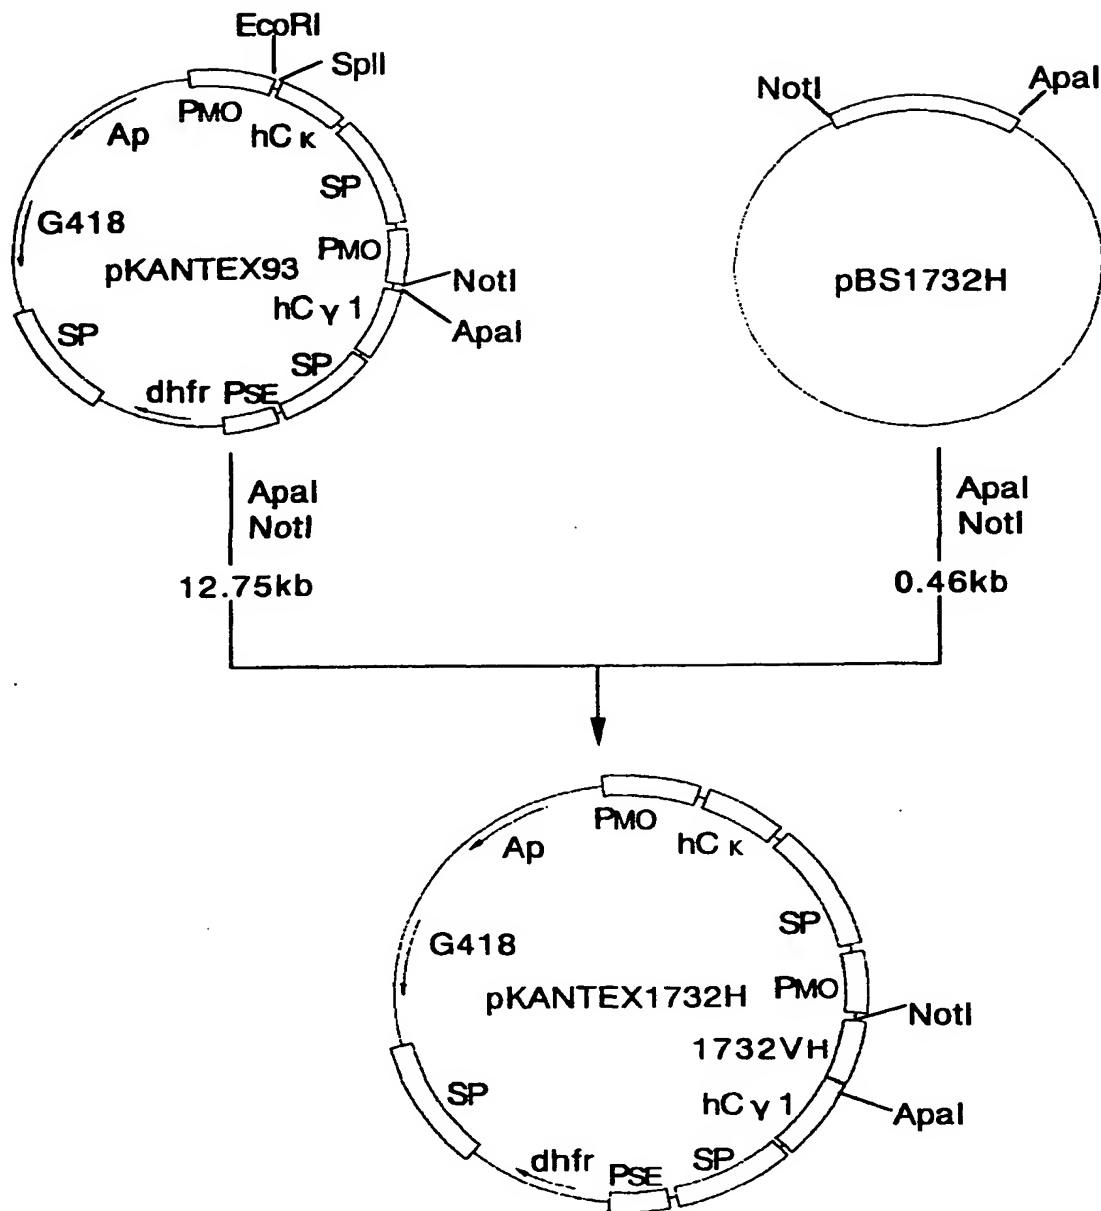 EcoRI
SplI
PMO
hCκ
Ap
SP
G418
PMO
pKANTEX93
NotI
hCγ1
ApaI
SP
SP
dhfr
PSE
NotI
ApaI
pBS1732H
ApaI
NotI
12.75kb
ApaI
NotI
0.46kb
PMO
hCκ
Ap
SP
G418
PMO
pKANTEX1732H
NotI
1732VH
hCγ1
ApaI
SP
SP
dhfr
PSE